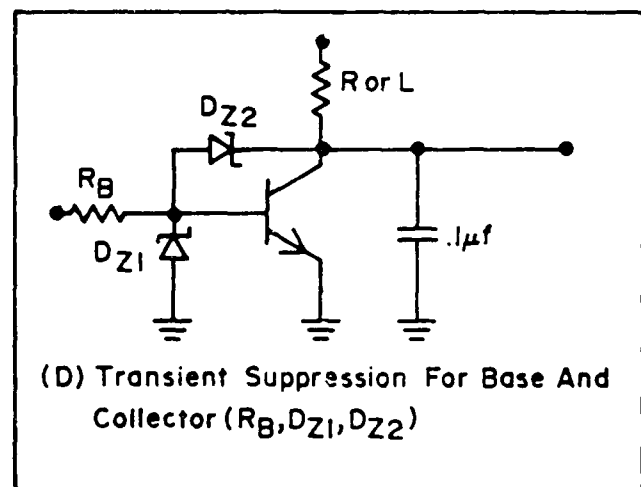 R or L
DZ2
RB
DZ1
.1μf
(D) Transient Suppression For Base And
Collector (RB,DZ1,DZ2)